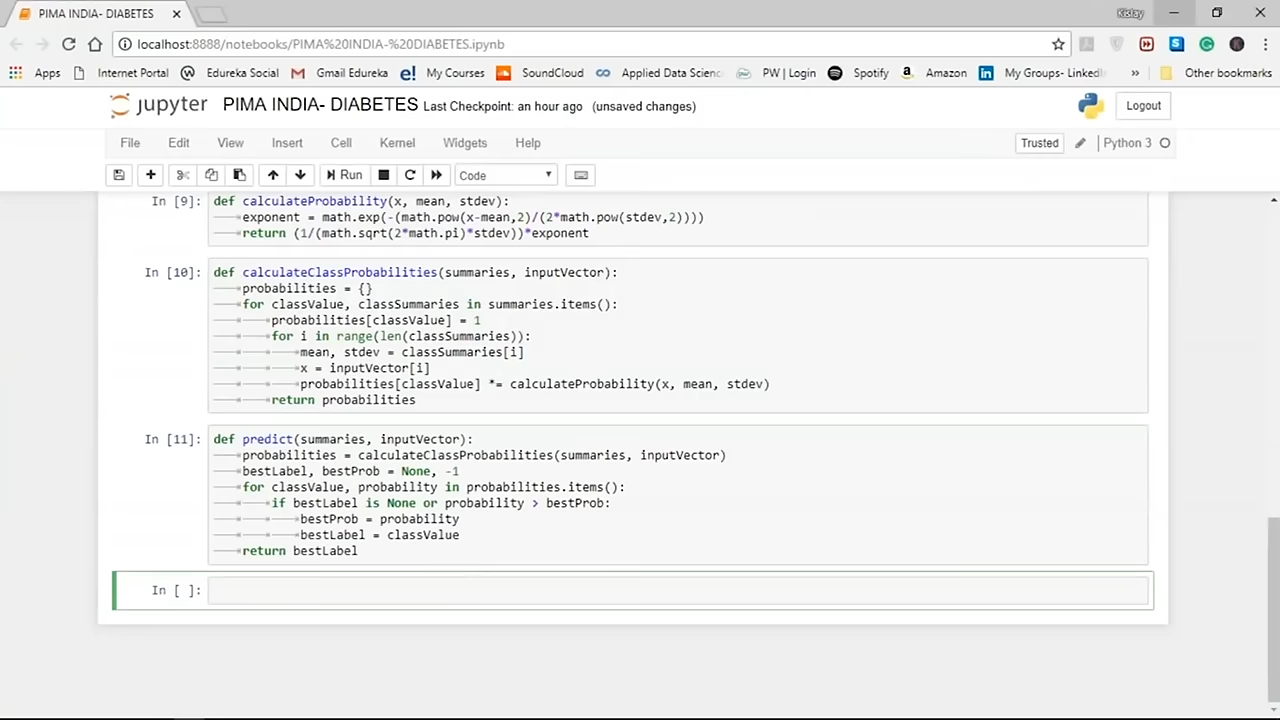 PIMA INDIA- DIABETES
Kislay
localhost:8888/notebooks/PIMA%20INDIA-%20DIABETES.ipynb
Apps Internet Portal Edureka Social Gmail Edureka My Courses SoundCloud Applied Data Scienc PW | Login Spotify Amazon My Groups- LinkedI » Other bookmarks
jupyter PIMA INDIA- DIABETES Last Checkpoint: an hour ago (unsaved changes) Logout
File Edit View Insert Cell Kernel Widgets Help Trusted Python 3
Run Code
In [9]: def calculateProbability(x, mean, stdev):
exponent = math.exp(-(math.pow(x-mean,2)/(2*math.pow(stdev,2))))
return (1/(math.sqrt(2*math.pi)*stdev))*exponent
In [10]: def calculateClassProbabilities(summaries, inputVector):
probabilities = {}
for classValue, classSummaries in summaries.items():
probabilities[classValue] = 1
for i in range(len(classSummaries)):
mean, stdev = classSummaries[i]
x = inputVector[i]
probabilities[classValue] *= calculateProbability(x, mean, stdev)
return probabilities
In [11]: def predict(summaries, inputVector):
probabilities = calculateClassProbabilities(summaries, inputVector)
bestLabel, bestProb = None, -1
for classValue, probability in probabilities.items():
if bestLabel is None or probability > bestProb:
bestProb = probability
bestLabel = classValue
return bestLabel
In [ ]: